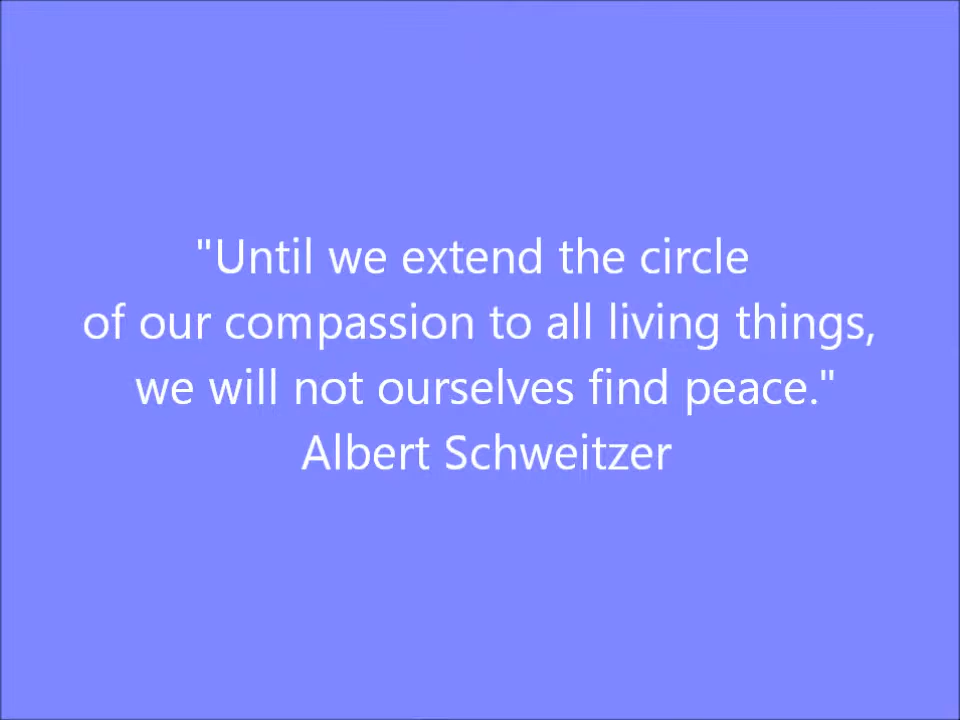 "Until we extend the circle
of our compassion to all living things,
we will not ourselves find peace."
Albert Schweitzer